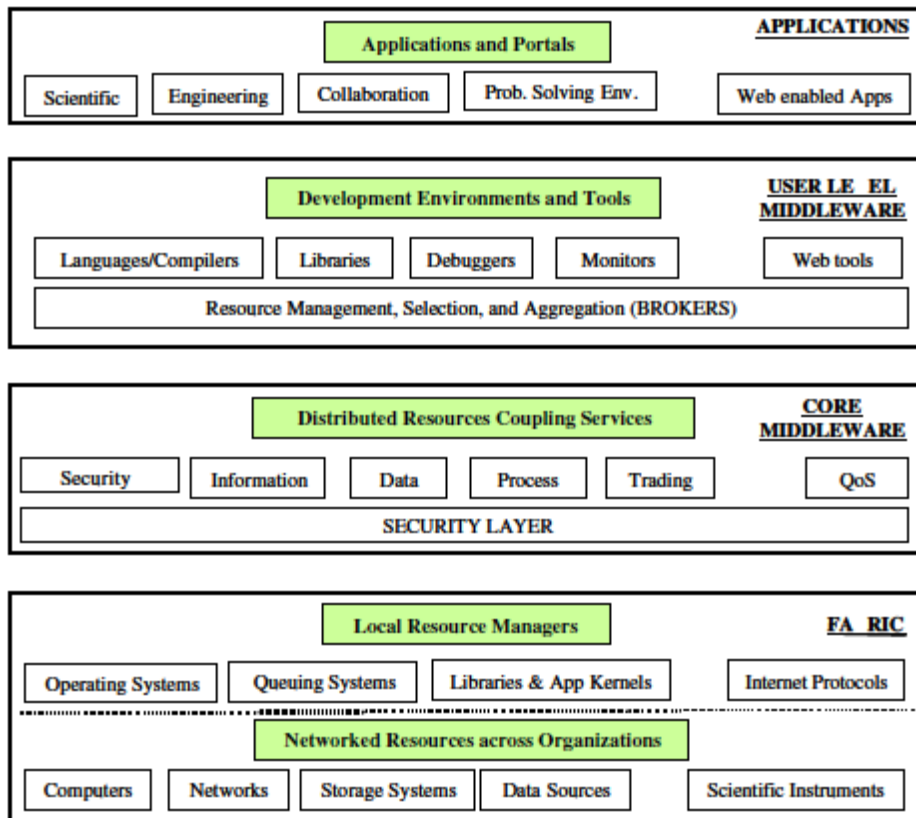 APPLICATIONS
Applications and Portals
Scientific
Engineering
Collaboration
Prob. Solving Env.
Web enabled Apps
USER LE EL
MIDDLEWARE
Development Environments and Tools
Languages/Compilers
Libraries
Debuggers
Monitors
Web tools
Resource Management, Selection, and Aggregation (BROKERS)
CORE
MIDDLEWARE
Distributed Resources Coupling Services
Security
Information
Data
Process
Trading
QoS
SECURITY LAYER
Local Resource Managers
FA RIC
Operating Systems
Queuing Systems
Libraries & App Kernels
Internet Protocols
Networked Resources across Organizations
Computers
Networks
Storage Systems
Data Sources
Scientific Instruments